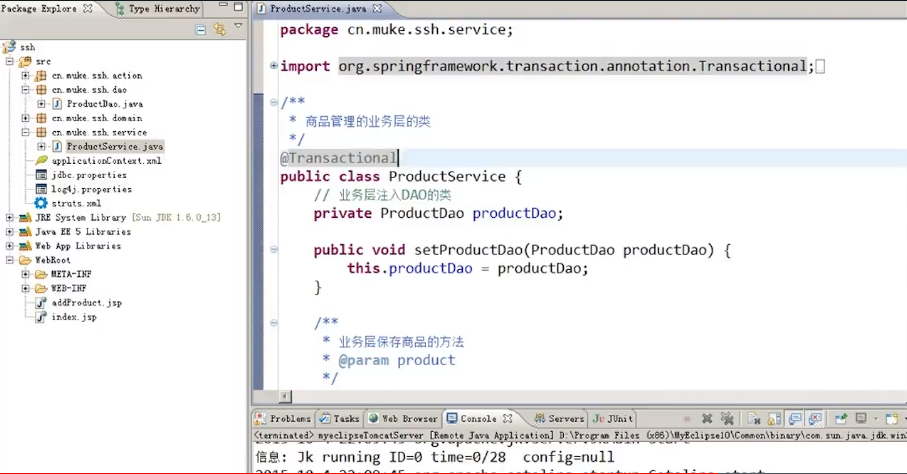 Package Explorer
Type Hierarchy
ssh
src
cn.muke.ssh.action
cn.muke.ssh.dao
ProductDao.java
cn.muke.ssh.domain
cn.muke.ssh.service
ProductService.java
applicationContext.xml
jdbc.properties
log4j.properties
struts.xml
JRE System Library [Sun JDK 1.6.0_13]
Java EE 5 Libraries
Web App Libraries
WebRoot
META-INF
WEB-INF
addProduct.jsp
index.jsp
ProductService.java
package cn.muke.ssh.service;
import org.springframework.transaction.annotation.Transactional;
/**
* 商品管理的业务层的类
*/
@Transactional
public class ProductService {
// 业务层注入DAO的类
private ProductDao productDao;
public void setProductDao(ProductDao productDao) {
this.productDao = productDao;
}
/**
* 业务层保存商品的方法
* @param product
*/
Problems Tasks Web Browser Console Servers JUnit
<terminated> myeclipseTomcatServer [Remote Java Application] D:\Program Files (x86)\MyEclipse10\Common\binary\com.sun.java.jdk.win3
信息: Jk running ID=0 time=0/28 config=null